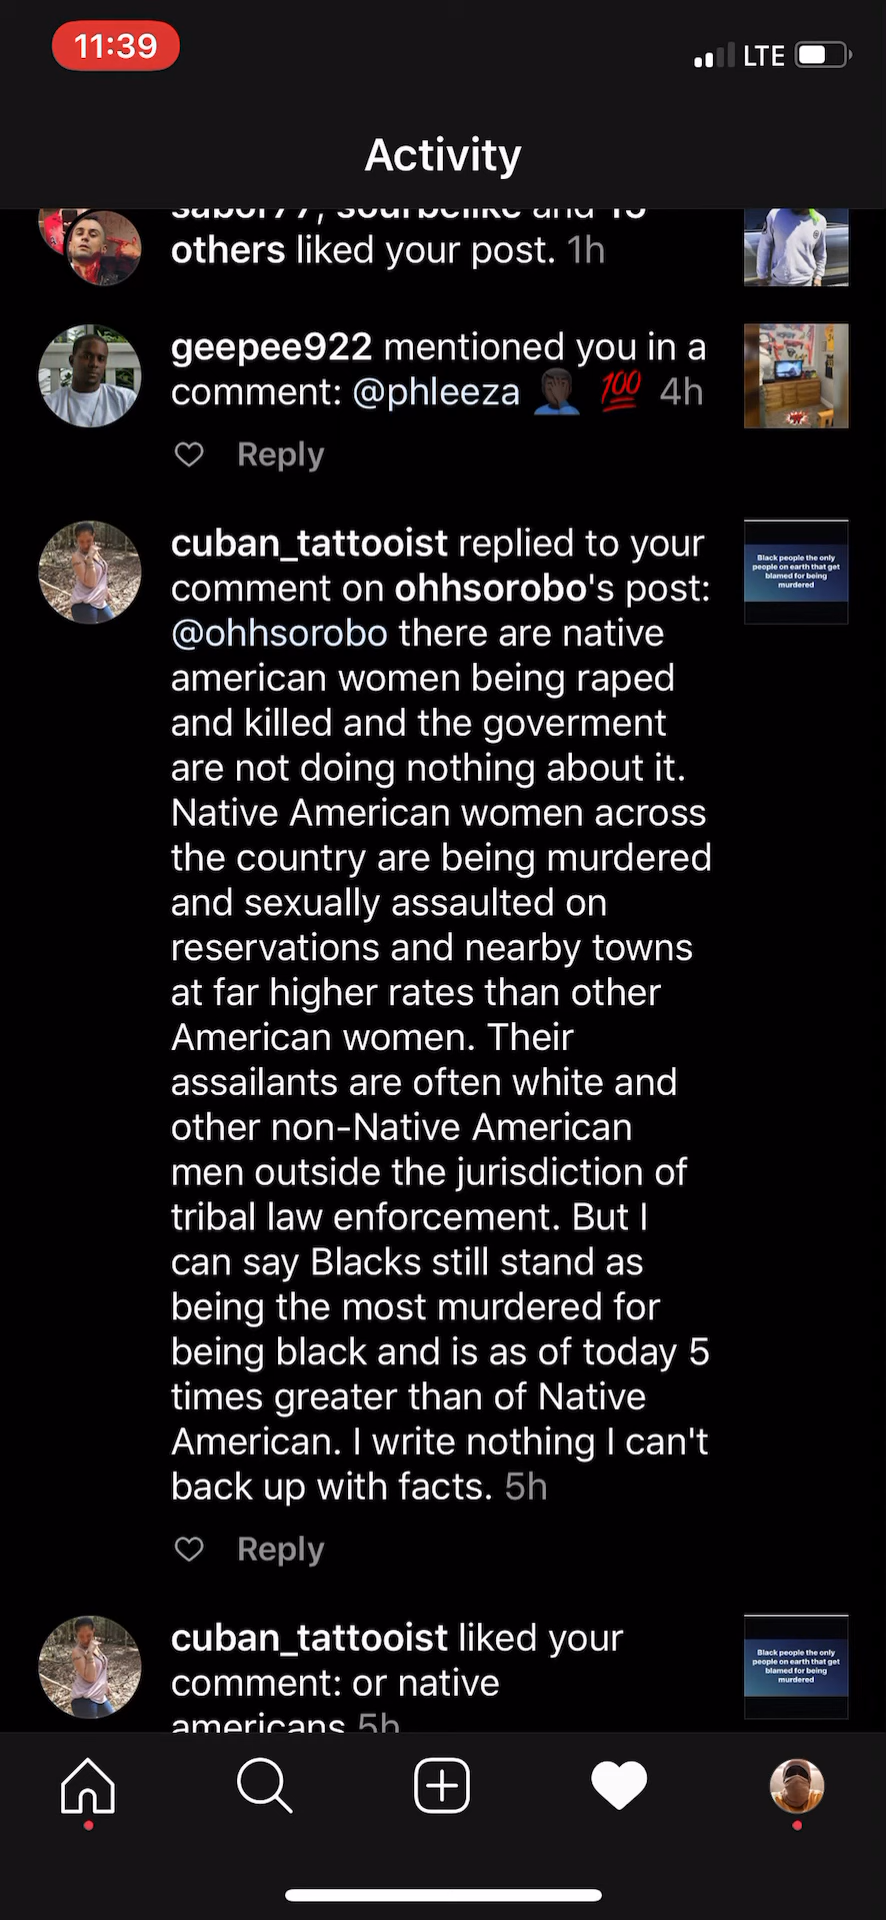 11:39
LTE
Activity
sabor77, sourbelike and 15
others liked your post. 1h
geepee922 mentioned you in a
comment: @phleeza 🤦🏿‍♂️ 💯 4h
Reply
cuban_tattooist replied to your
comment on ohhsorobo's post:
@ohhsorobo there are native
american women being raped
and killed and the goverment
are not doing nothing about it.
Native American women across
the country are being murdered
and sexually assaulted on
reservations and nearby towns
at far higher rates than other
American women. Their
assailants are often white and
other non-Native American
men outside the jurisdiction of
tribal law enforcement. But I
can say Blacks still stand as
being the most murdered for
being black and is as of today 5
times greater than of Native
American. I write nothing I can't
back up with facts. 5h
Black people the only
people on earth that get
blamed for being
murdered
Reply
cuban_tattooist liked your
comment: or native
americans 5h
Black people the only
people on earth that get
blamed for being
murdered